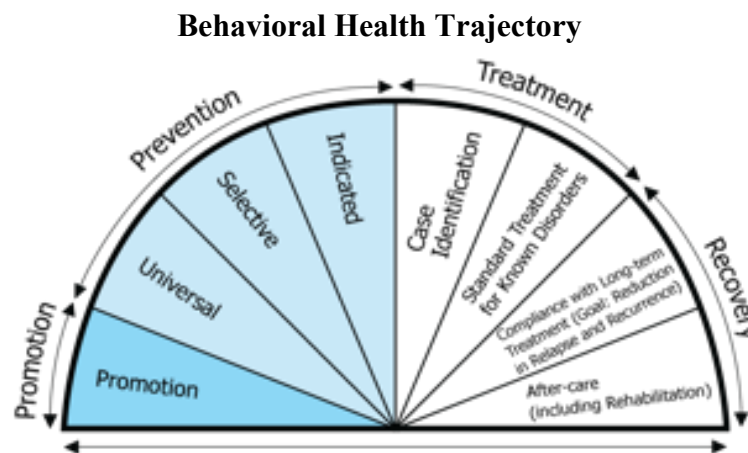 Behavioral Health Trajectory
Promotion
Prevention
Treatment
Recovery
Promotion
Universal
Selective
Indicated
Case
Identification
Standard Treatment
for Known Disorders
Compliance with Long-term
Treatment (Goal: Reduction
in Relapse and Recurrence)
After-care
(including Rehabilitation)